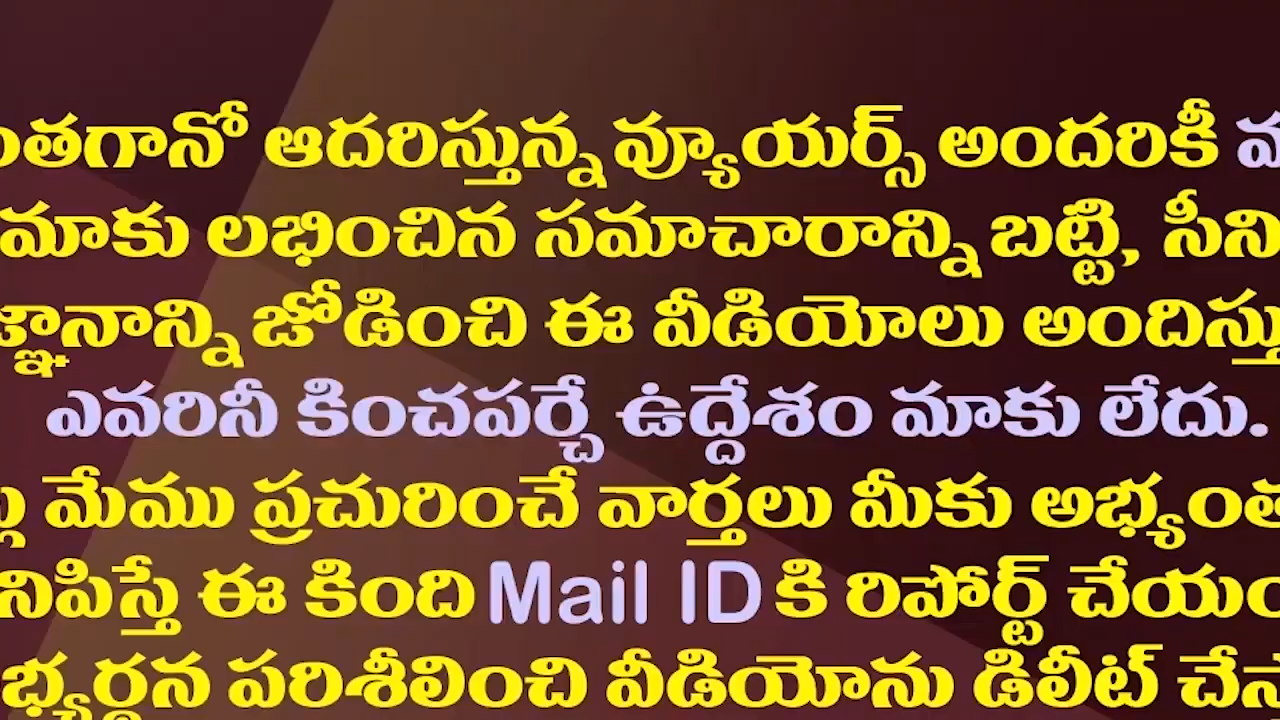 ఆదరిస్తున్న వ్యూయర్స్ అందరికీ
మాకు లభించిన సమాచారాన్ని బట్టి,
జోడించి ఈ వీడియోలు
ఎవరినీ కించపర్చే ఉద్దేశం మాకు లేదు.
మేము ప్రచురించే వార్తలు మీకు
ఈ కింది Mail ID కి రిపోర్ట్
పరిశీలించి వీడియోను డిలీట్